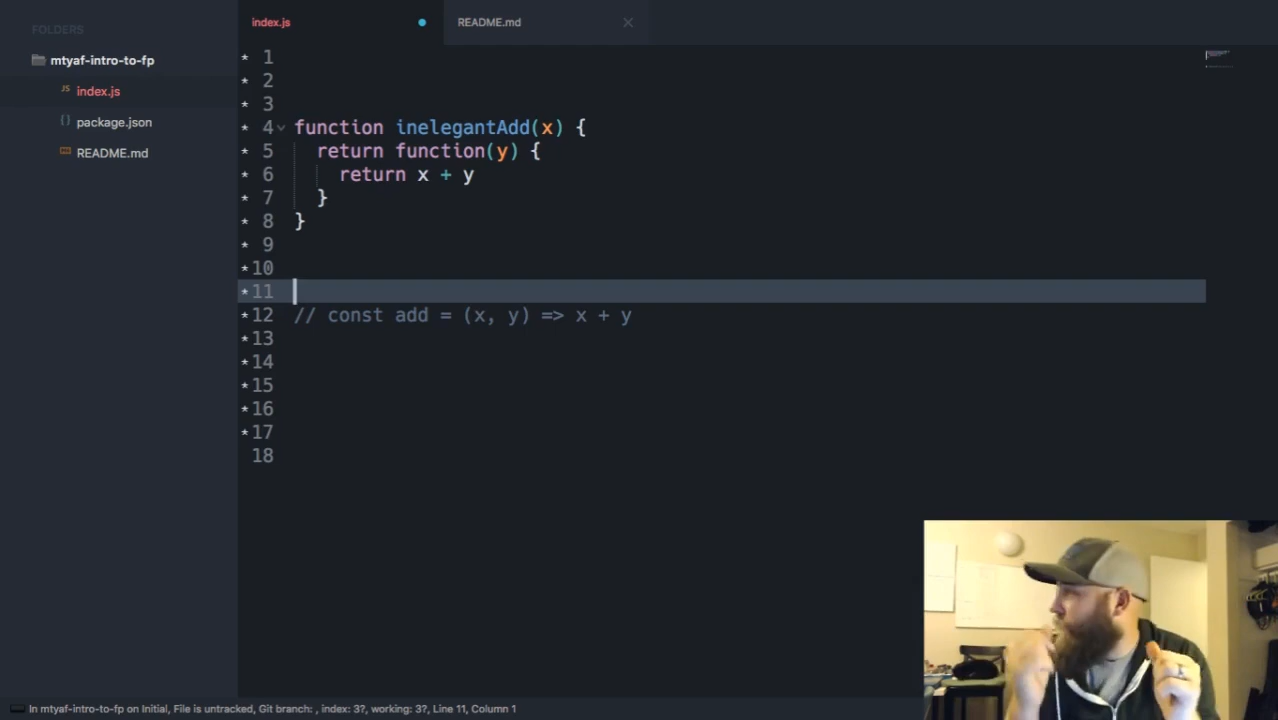 FOLDERS
mtyaf-intro-to-fp
JS index.js
{} package.json
README.md
index.js
README.md ×
* 1
* 2
* 3
* 4 function inelegantAdd(x) {
* 5 return function(y) {
* 6 return x + y
* 7 }
* 8 }
* 9
* 10
* 11
* 12 // const add = (x, y) => x + y
* 13
* 14
* 15
* 16
* 17
18
In mtyaf-intro-to-fp on Initial, File is untracked, Git branch: , index: 3?, working: 3?, Line 11, Column 1